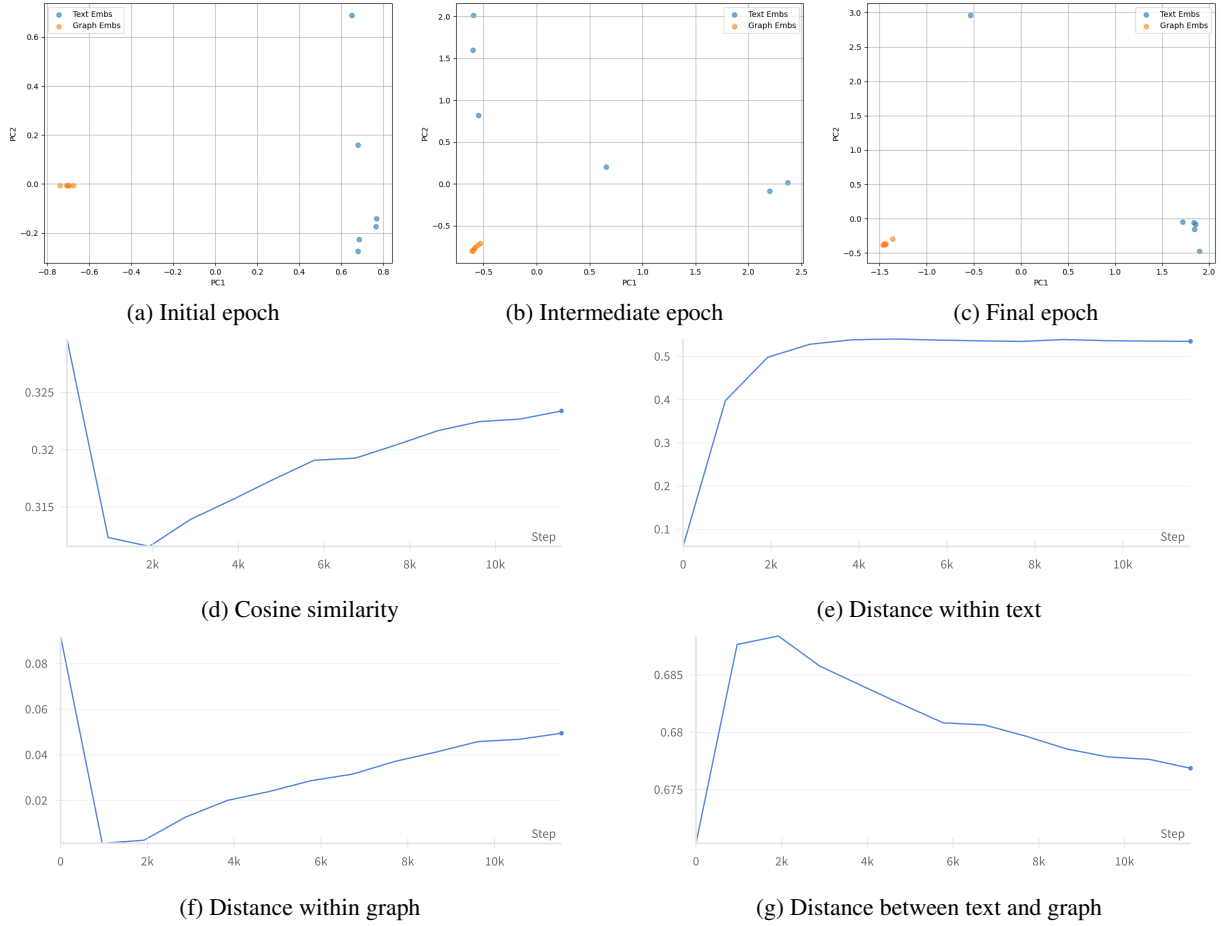 Text Embs
Graph Embs
PC2
0.6
0.4
0.2
0.0
−0.2
−0.8 −0.6 −0.4 −0.2 0.0 0.2 0.4 0.6 0.8
PC1
(a) Initial epoch
Text Embs
Graph Embs
PC2
2.0
1.5
1.0
0.5
0.0
−0.5
−0.5 0.0 0.5 1.0 1.5 2.0 2.5
PC1
(b) Intermediate epoch
Text Embs
Graph Embs
PC2
3.0
2.5
2.0
1.5
1.0
0.5
0.0
−0.5
−1.5 −1.0 −0.5 0.0 0.5 1.0 1.5 2.0
PC1
(c) Final epoch
0.325
0.32
0.315
Step
2k 4k 6k 8k 10k
(d) Cosine similarity
0.5
0.4
0.3
0.2
0.1
Step
0 2k 4k 6k 8k 10k
(e) Distance within text
0.08
0.06
0.04
0.02
Step
0 2k 4k 6k 8k 10k
(f) Distance within graph
0.685
0.68
0.675
Step
0 2k 4k 6k 8k 10k
(g) Distance between text and graph